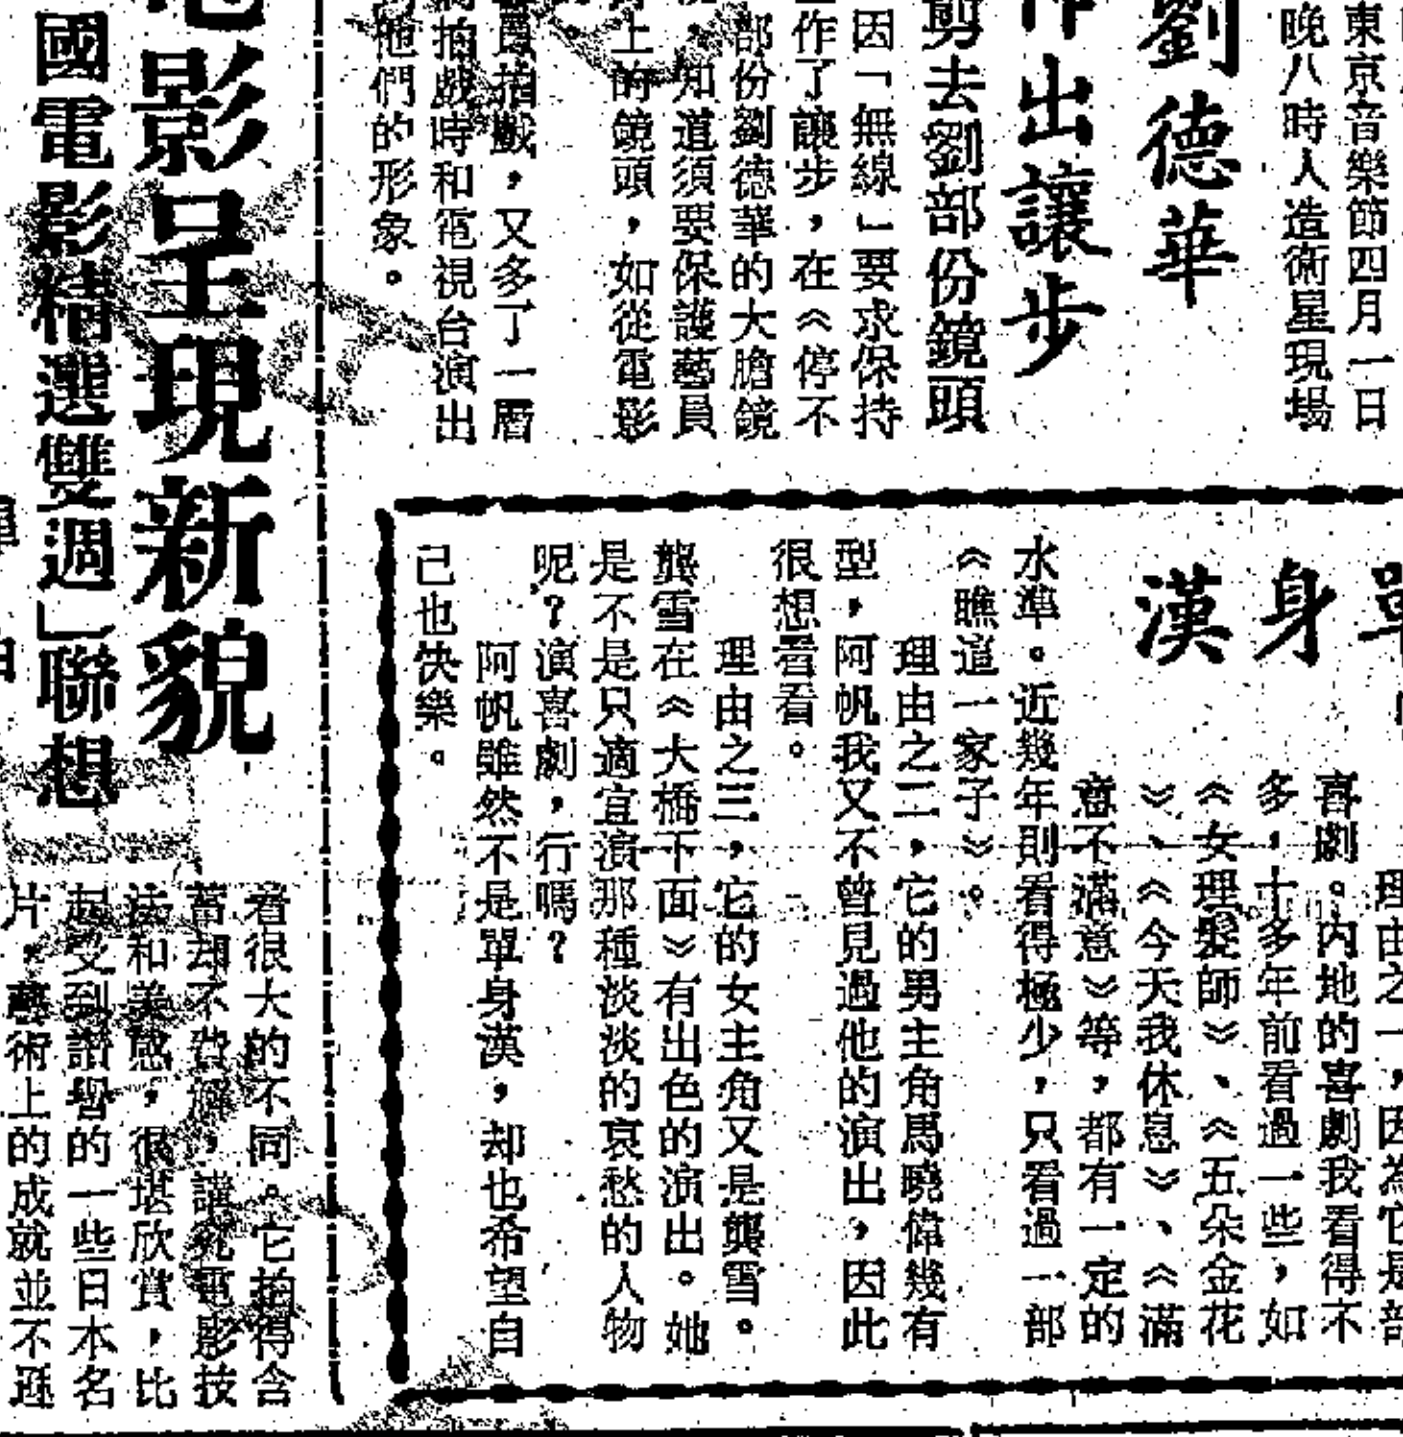 東京音樂節四月一日
晚八時人造衛星現場
劉德華
作出讓步
剪去劉部份鏡頭
因「無線」要求保持
作了讓步，在《停不
部份劉德華的大膽鏡
知道須要保護藝員
上的鏡頭，如從電影
拍戲，又多了一層
拍戲時和電視台演出
他們的形象。
單身漢
理由之一，因為它是部
喜劇。內地的喜劇我看得不
多，十多年前看過一些，如
《女理髮師》、《五朵金花
》、《今天我休息》、《滿
意不滿意》等，都有一定的
水準。近幾年則看得極少，只看過一部
《瞧這一家子》。
理由之二，它的男主角馬曉偉幾有
型，阿帆我又不曾見過他的演出，因此
很想看看。
理由之三，它的女主角又是龔雪。
龔雪在《大橋下面》有出色的演出。她
是不是只適宜演那種淡淡的哀愁的人物
呢？演喜劇，行嗎？
阿帆雖然不是單身漢，却也希望自
己也快樂。
電影呈現新貌
國電影精選雙週」聯想
着很大的不同。它拍得含
蓄却不費解，講究電影技
法和美感，很堪欣賞，比
起受到讚譽的一些日本名
片，藝術上的成就並不遜